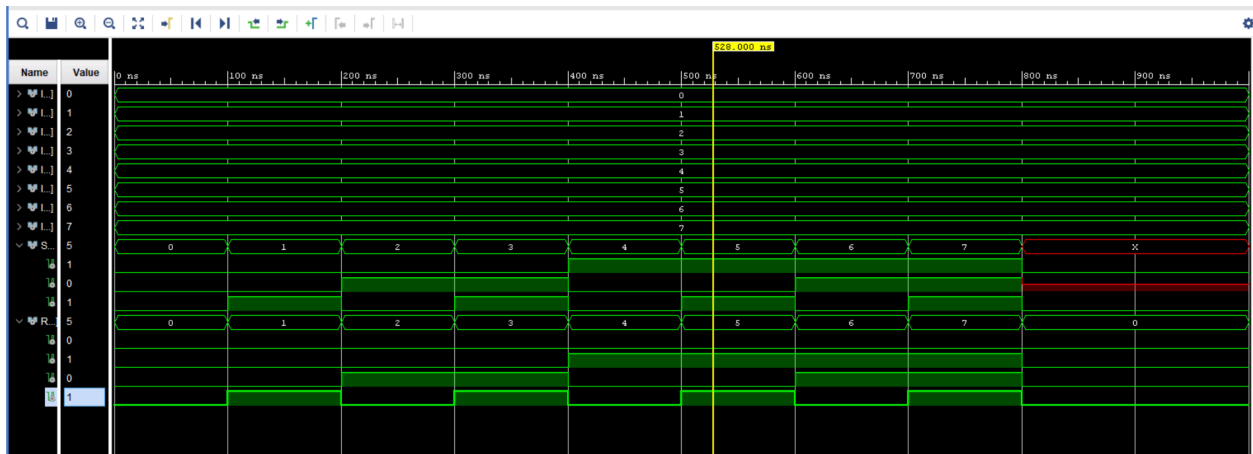 528.000 ns
Name Value 0 ns 100 ns 200 ns 300 ns 400 ns 500 ns 600 ns 700 ns 800 ns 900 ns
I...] 0 0
I...] 1 1
I...] 2 2
I...] 3 3
I...] 4 4
I...] 5 5
I...] 6 6
I...] 7 7
S... 5 0 1 2 3 4 5 6 7 X
1
0
1
R...] 5 0 1 2 3 4 5 6 7 0
0
1
0
1